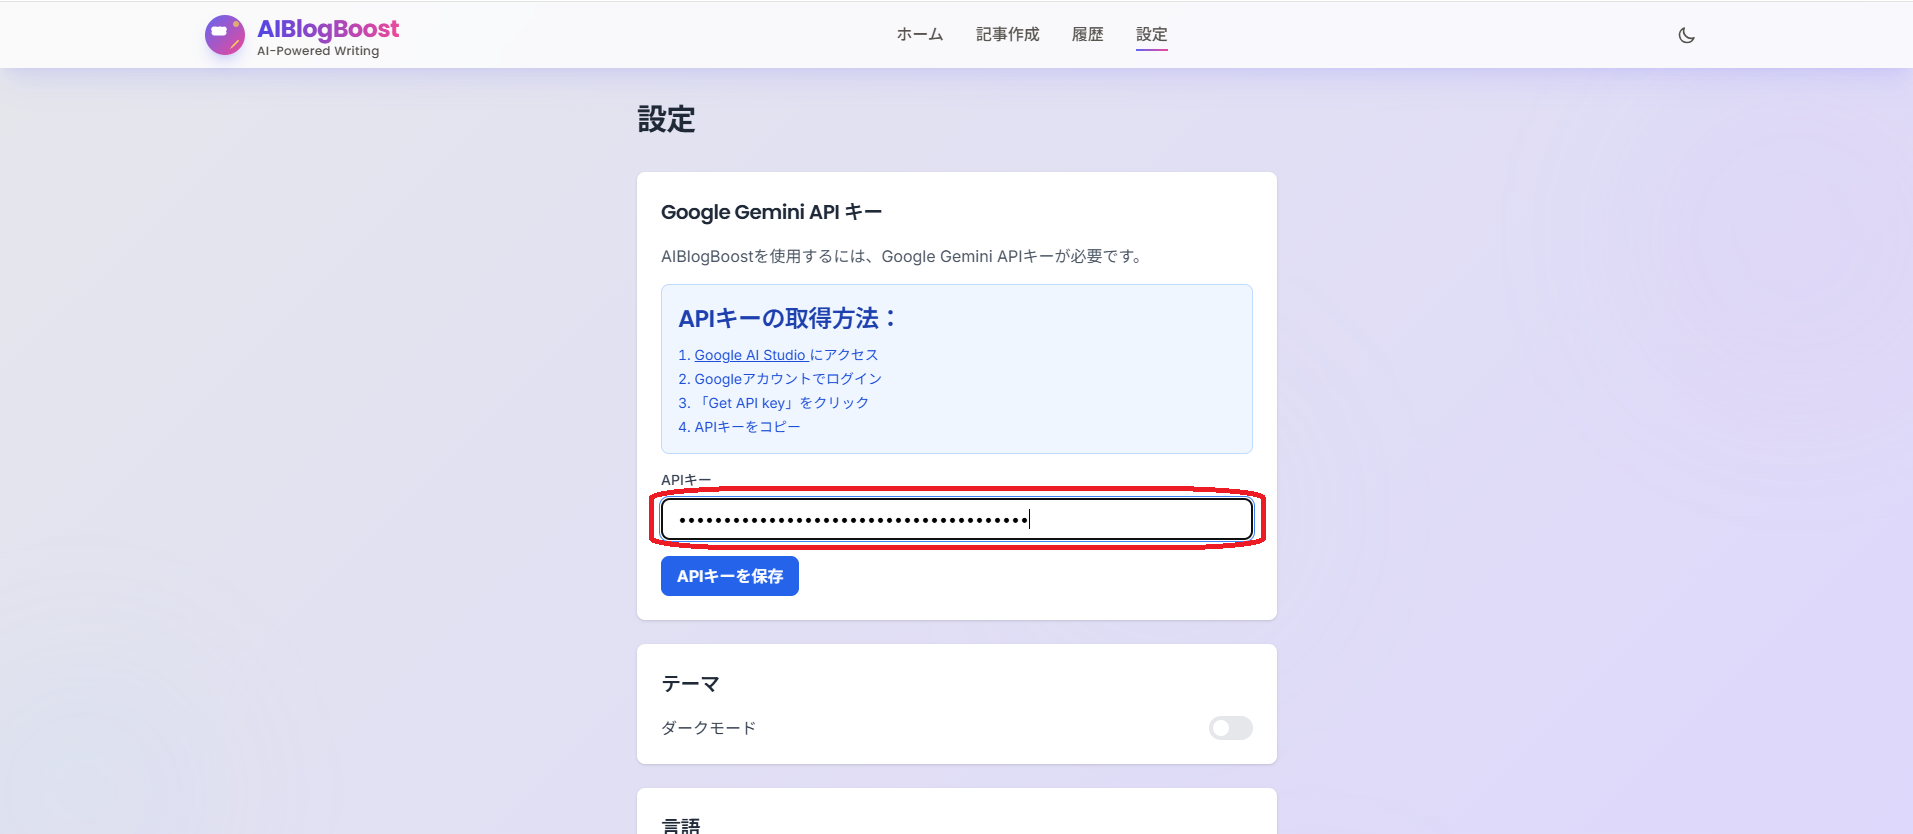 AIBlogBoost
AI-Powered Writing
ホーム
記事作成
履歴
設定
設定
Google Gemini API キー
AIBlogBoostを使用するには、Google Gemini APIキーが必要です。
APIキーの取得方法：
1. Google AI Studio にアクセス
2. Googleアカウントでログイン
3. 「Get API key」をクリック
4. APIキーをコピー
APIキー
•••••••••••••••••••••••••••••••••••••••
APIキーを保存
テーマ
ダークモード
言語